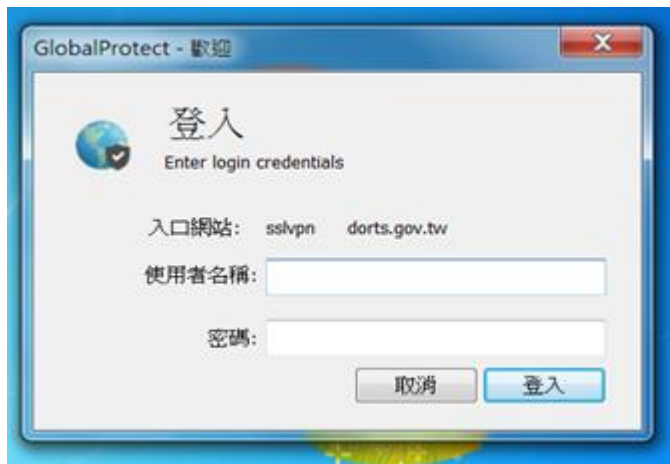 GlobalProtect - 歡迎
登入
Enter login credentials
入口網站: sslvpn dorts.gov.tw
使用者名稱:
密碼:
取消 登入